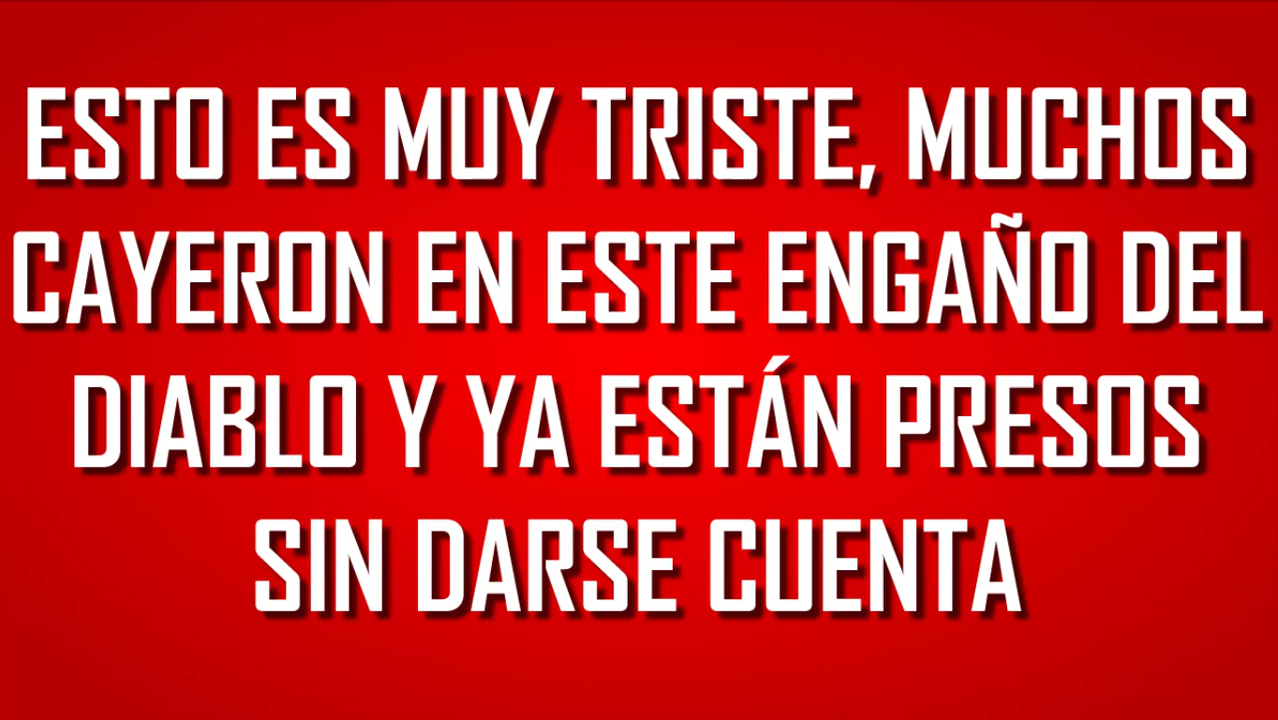 ESTO ES MUY TRISTE, MUCHOS
CAYERON EN ESTE ENGAÑO DEL
DIABLO Y YA ESTÁN PRESOS
SIN DARSE CUENTA